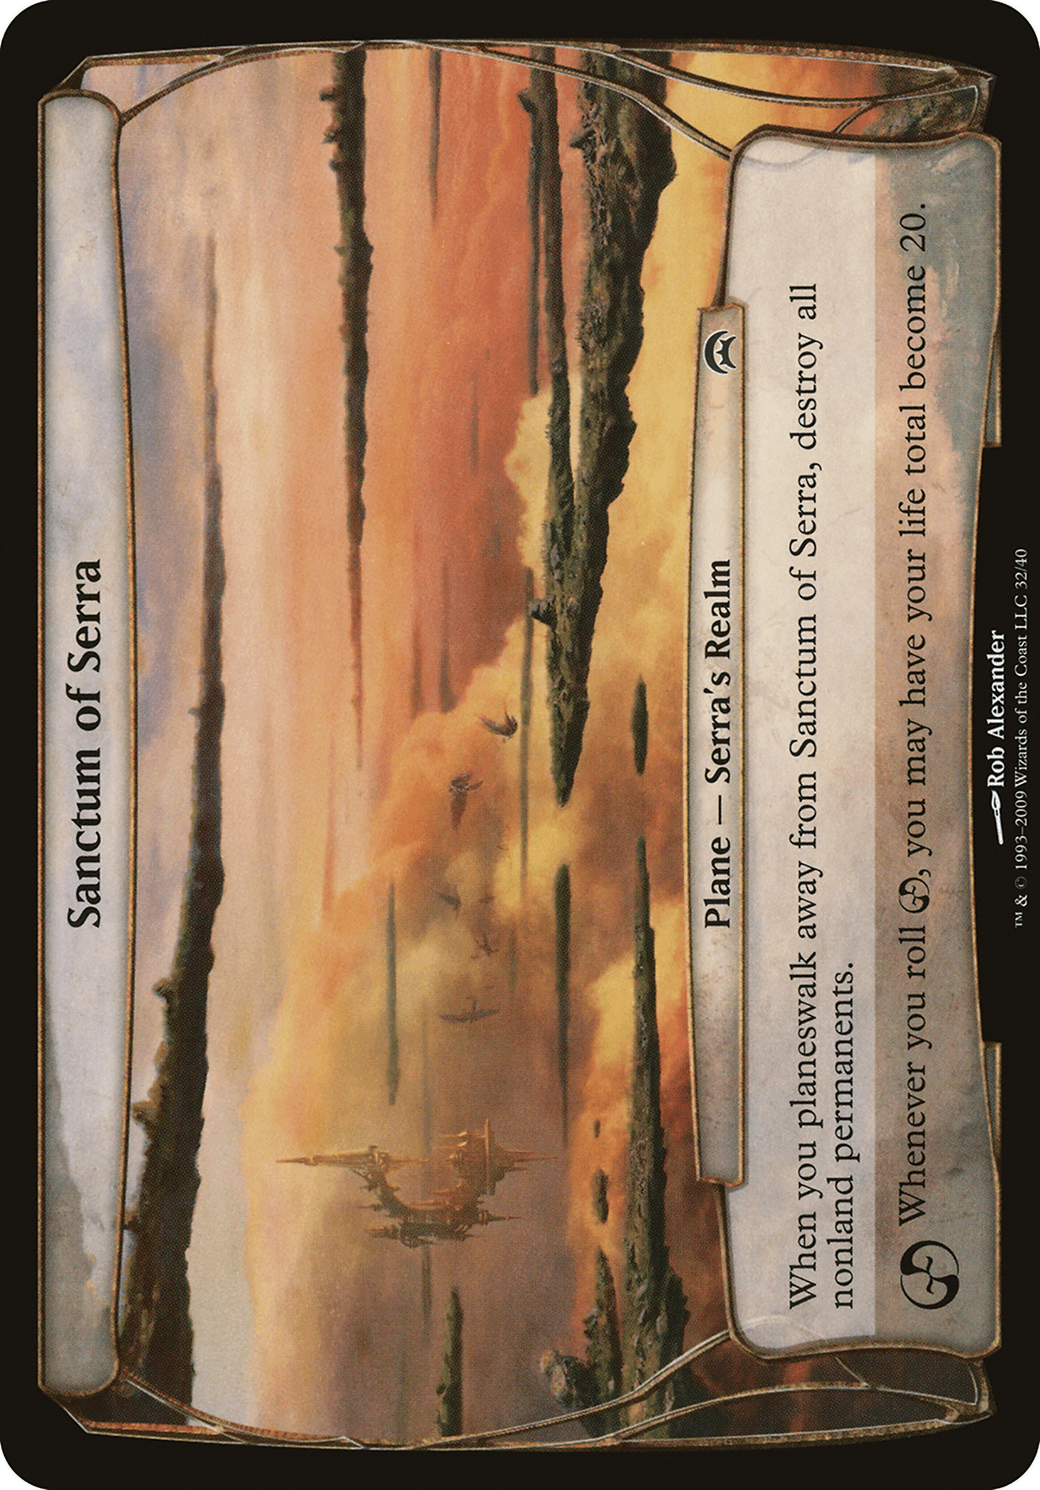 Sanctum of Serra
Plane — Serra's Realm
When you planeswalk away from Sanctum of Serra, destroy all
nonland permanents.
Whenever you roll , you may have your life total become 20.
Rob Alexander
™ & © 1993–2009 Wizards of the Coast LLC 32/40